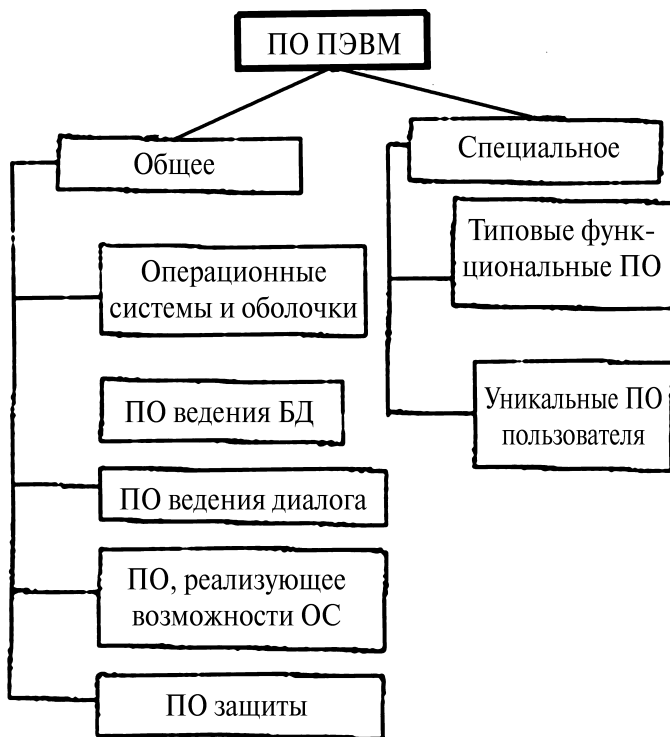 ПО ПЭВМ
Общее
Специальное
Операционные
системы и оболочки
ПО ведения БД
ПО ведения диалога
ПО, реализующее
возможности ОС
ПО защиты
Типовые функ-
циональные ПО
Уникальные ПО
пользователя